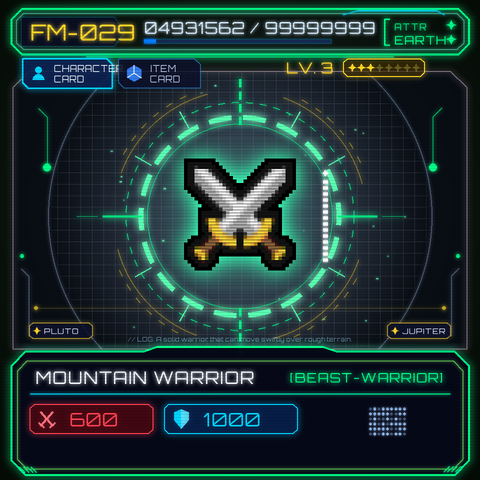 FM-029
04931562 / 99999999
ATTR
EARTH
CHARACTER
CARD
ITEM
CARD
LV.3
PLUTO
JUPITER
// LOG: A solid warrior that can move swiftly over rough terrain.
MOUNTAIN WARRIOR
[BEAST-WARRIOR]
600
1000